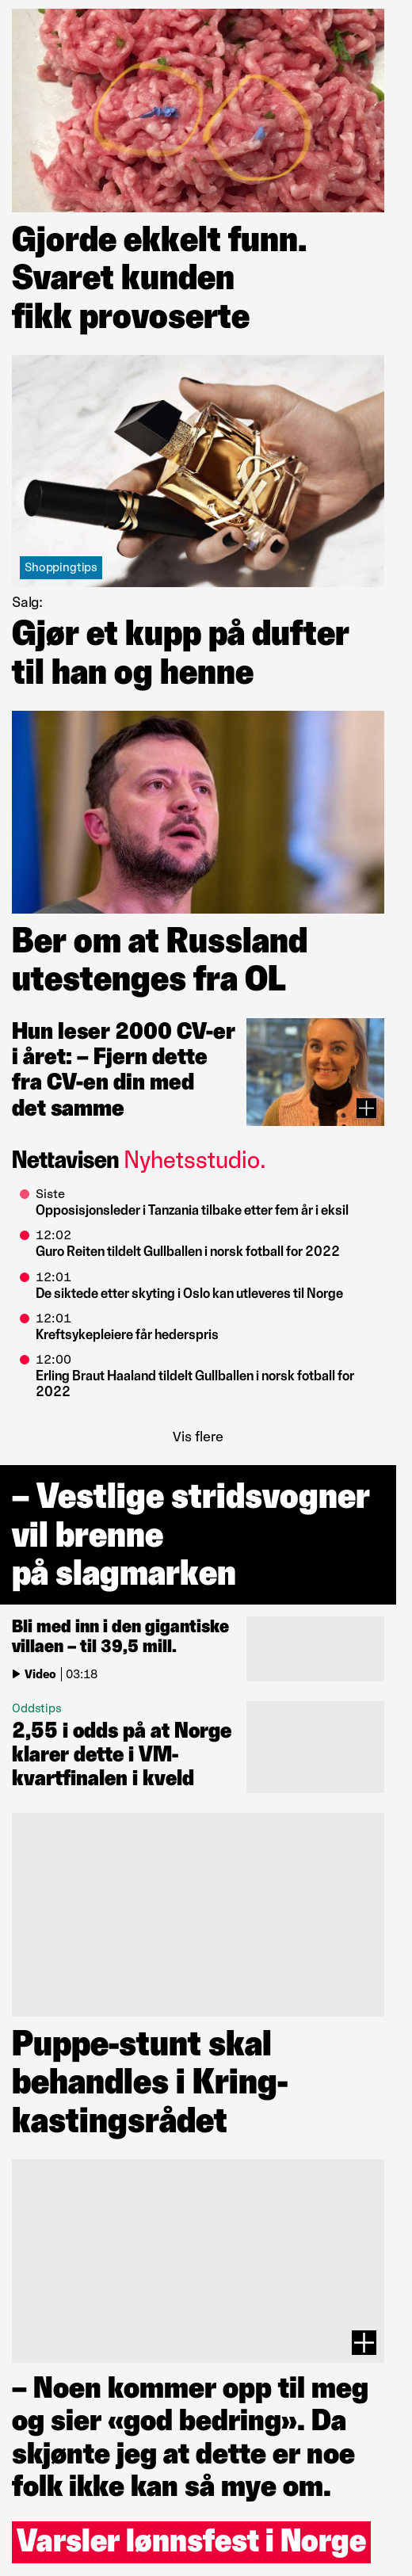 Gjorde ekkelt funn.
Svaret kunden
fikk provoserte
Shoppingtips
Salg:
Gjør et kupp på dufter
til han og henne
Ber om at Russland
utestenges fra OL
Hun leser 2000 CV-er
i året: – Fjern dette
fra CV-en din med
det samme
Nettavisen Nyhetsstudio.
Siste
Opposisjonsleder i Tanzania tilbake etter fem år i eksil
12:02
Guro Reiten tildelt Gullballen i norsk fotball for 2022
12:01
De siktede etter skyting i Oslo kan utleveres til Norge
12:01
Kreftsykepleiere får hederspris
12:00
Erling Braut Haaland tildelt Gullballen i norsk fotball for
2022
Vis flere
– Vestlige stridsvogner
vil brenne
på slagmarken
Bli med inn i den gigantiske
villaen – til 39,5 mill.
Video 03:18
Oddstips
2,55 i odds på at Norge
klarer dette i VM-
kvartfinalen i kveld
Puppe-stunt skal
behandles i Kring-
kastingsrådet
– Noen kommer opp til meg
og sier «god bedring». Da
skjønte jeg at dette er noe
folk ikke kan så mye om.
Varsler lønnsfest i Norge